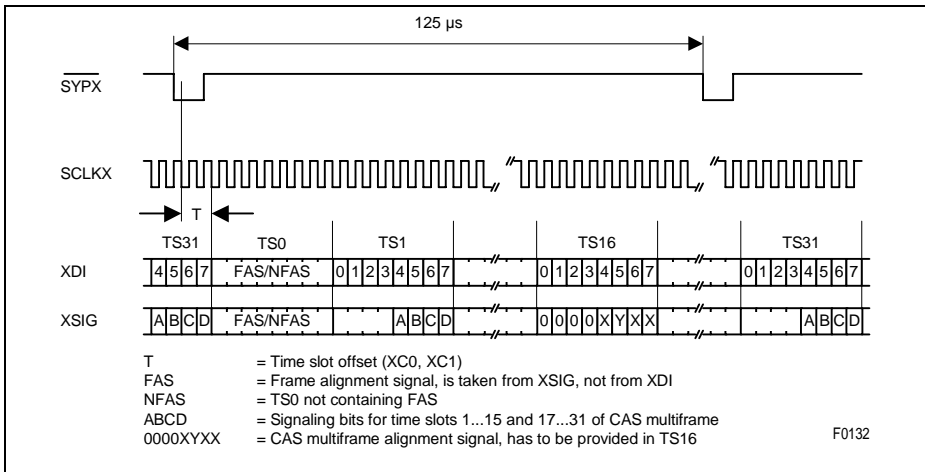 125 µs
SYPX
SCLKX
T
TS31 TS0 TS1 TS16 TS31
XDI 4 5 6 7 FAS/NFAS 0 1 2 3 4 5 6 7 0 1 2 3 4 5 6 7 0 1 2 3 4 5 6 7
XSIG A B C D FAS/NFAS A B C D 0 0 0 0 X Y X X A B C D
T = Time slot offset (XC0, XC1)
FAS = Frame alignment signal, is taken from XSIG, not from XDI
NFAS = TS0 not containing FAS
ABCD = Signaling bits for time slots 1...15 and 17...31 of CAS multiframe
0000XYXX = CAS multiframe alignment signal, has to be provided in TS16
F0132